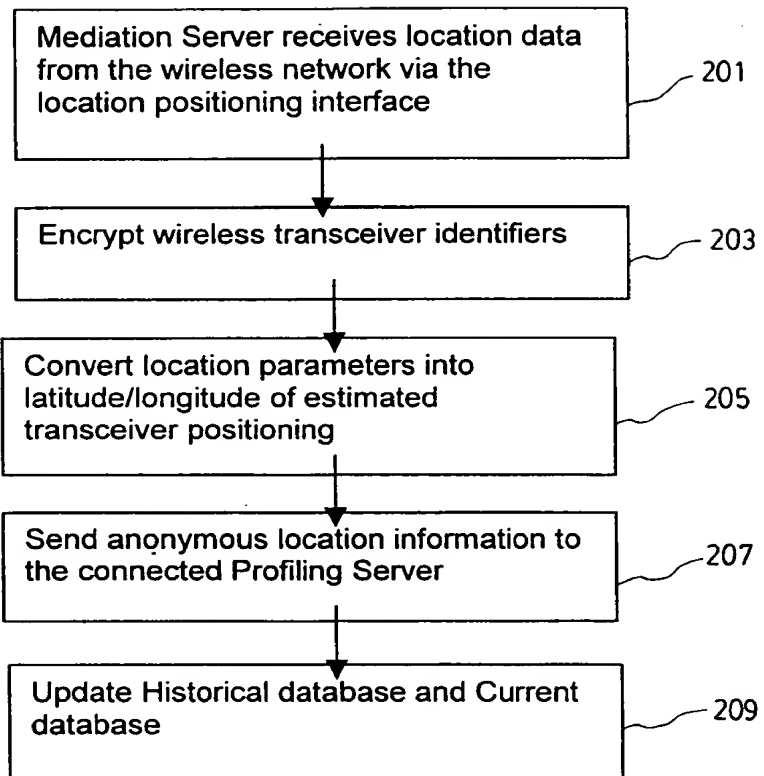 Mediation Server receives location data
from the wireless network via the
location positioning interface
201
Encrypt wireless transceiver identifiers
203
Convert location parameters into
latitude/longitude of estimated
transceiver positioning
205
Send anonymous location information to
the connected Profiling Server
207
Update Historical database and Current
database
209